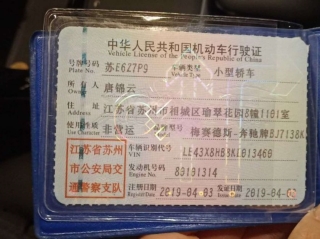 中华人民共和国机动车行驶证
Vehicle License of the People's Republic of China
号牌号码 苏E6Z7P9 车辆类型 小型轿车
Plate No. Vehicle Type
所有人 唐锦云
Owner
住址 江苏省苏州市相城区地翠花园8幢1101室
Address
使用性质 非营运 品牌型号 梅赛德斯-奔驰牌BJ7138
Use Character Model
江苏省苏州
市公安局交
通警察支队
车辆识别代号 LE43X8HB8KL013460
VIN
发动机号码 80191314
Engine No.
注册日期 2019-04-03 发证日期 2019-04-0
Register Date Issue Date